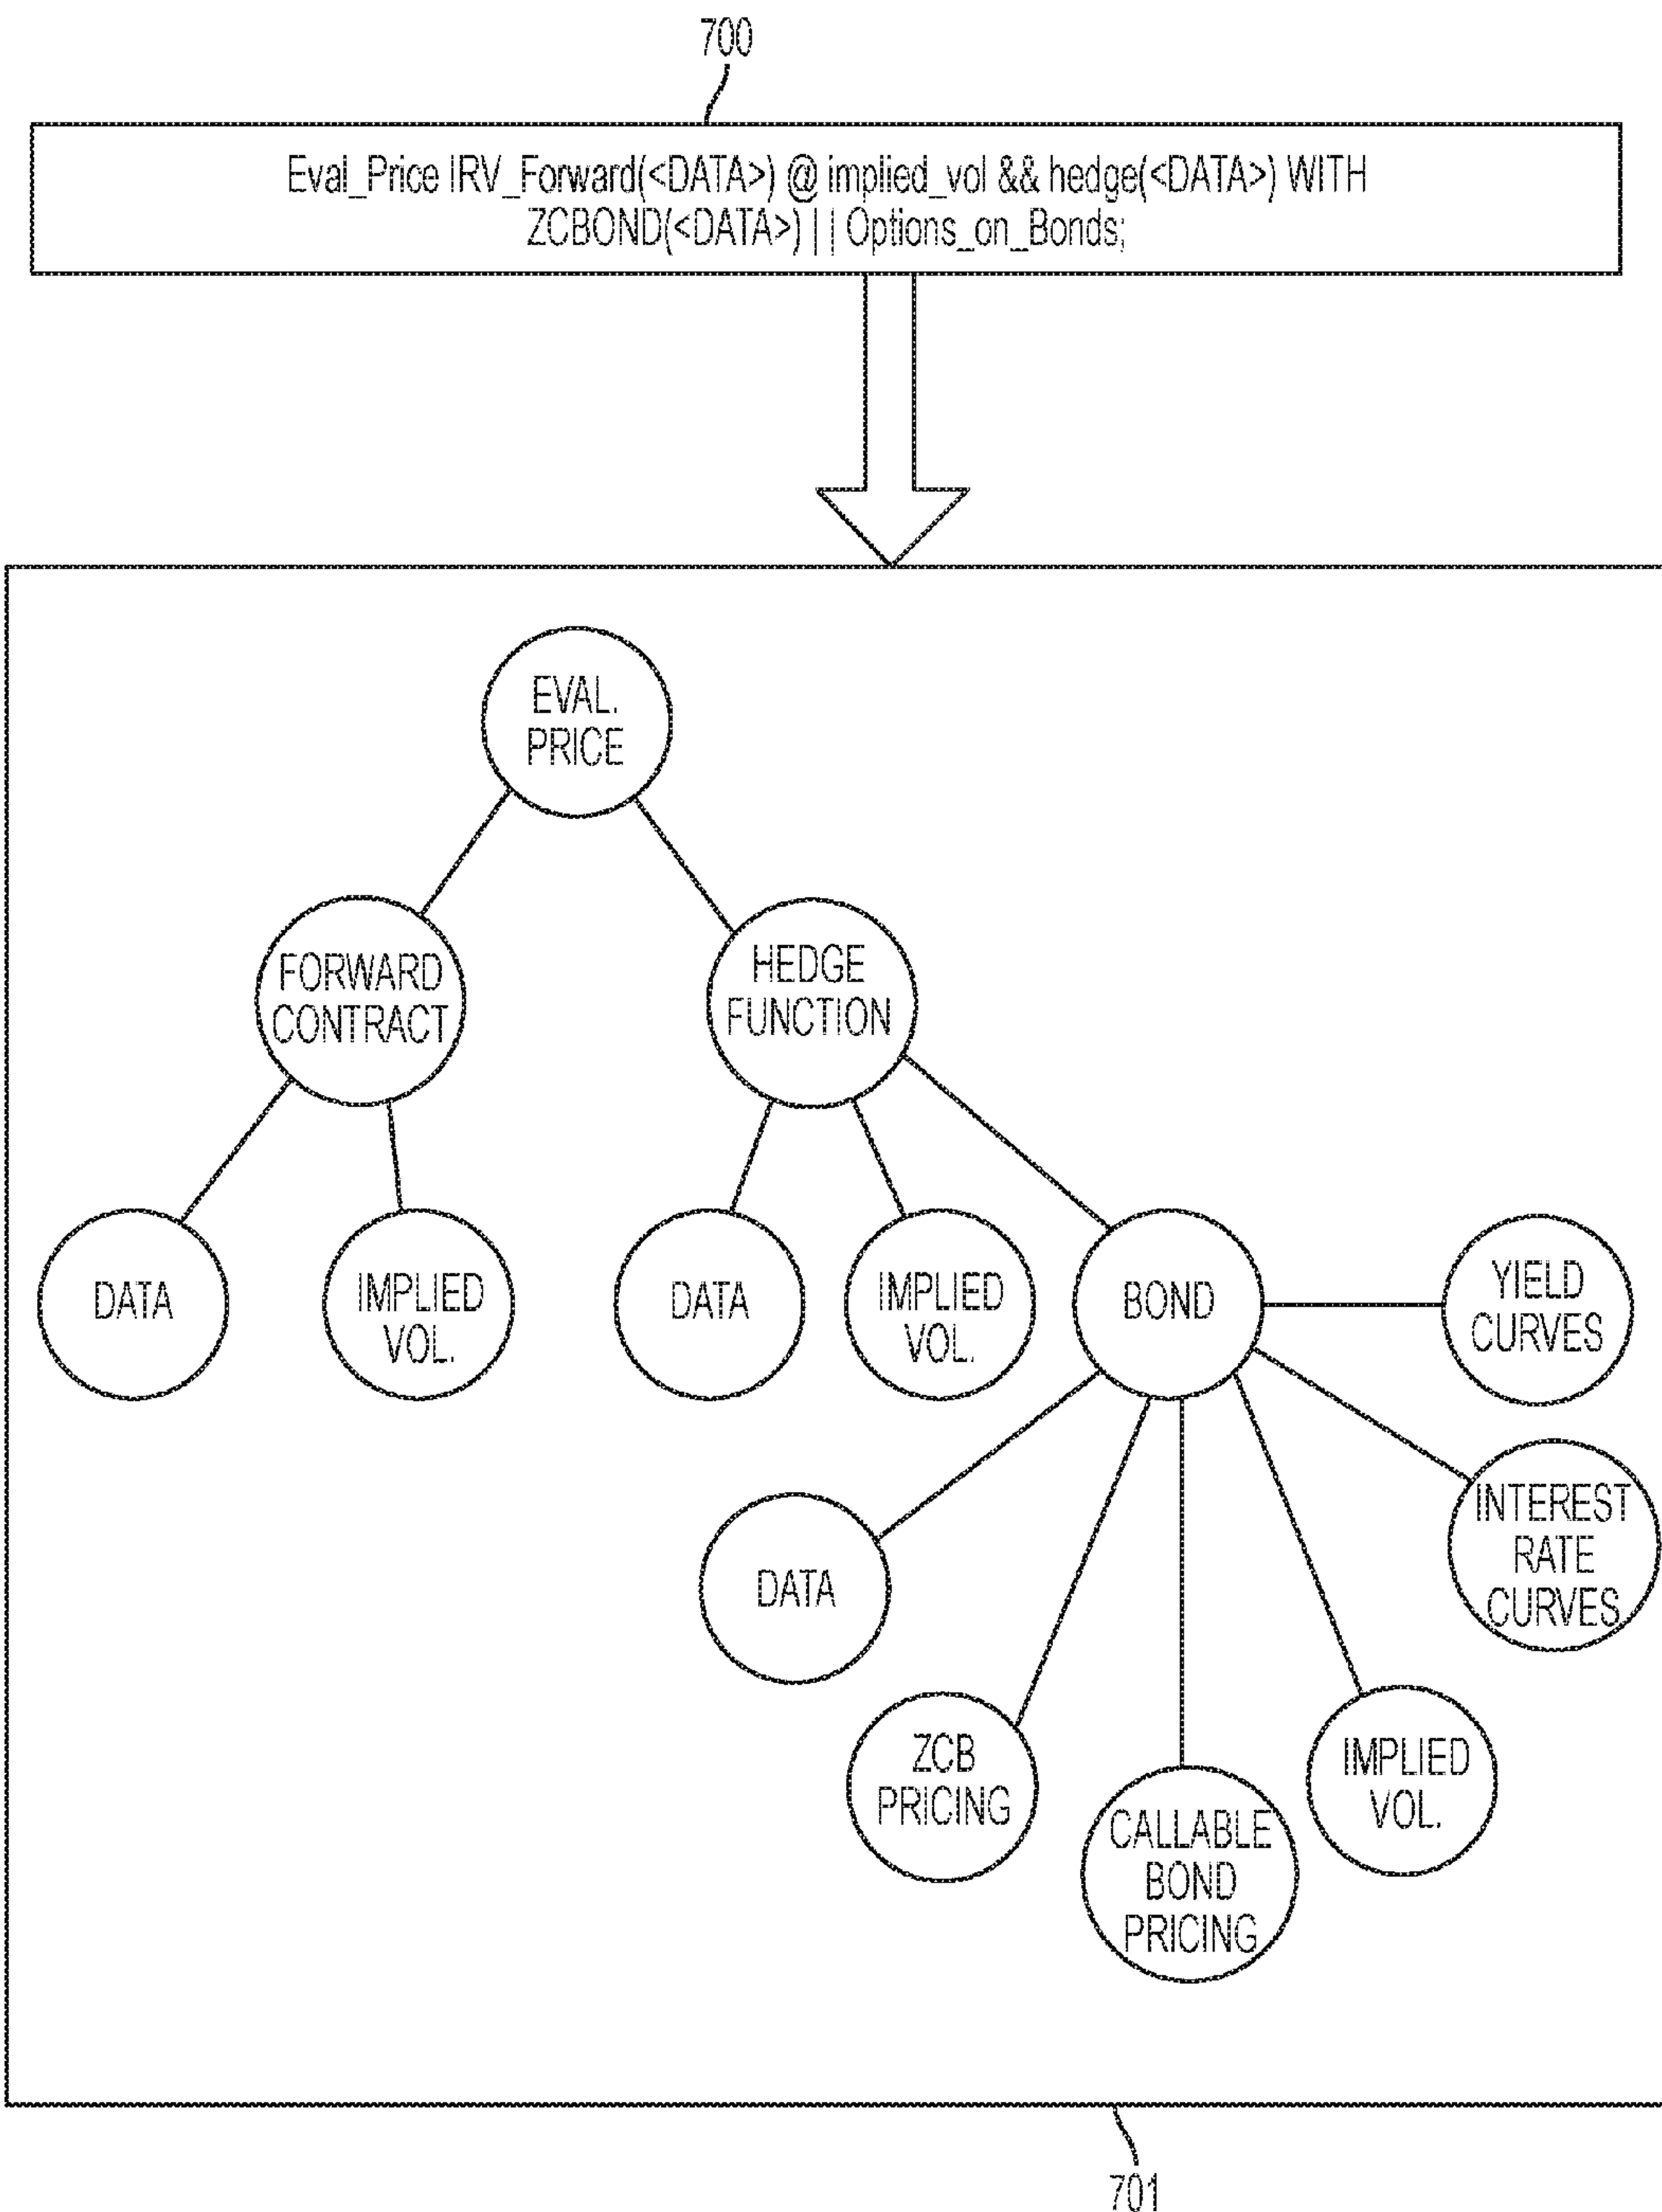 700
Eval_Price IRV_Forward(<DATA>) @ implied_vol && hedge(<DATA>) WITH
ZCBOND(<DATA>) || Options_on_Bonds;
EVAL.
PRICE
FORWARD
CONTRACT
HEDGE
FUNCTION
DATA
IMPLIED
VOL.
DATA
IMPLIED
VOL.
BOND
YIELD
CURVES
INTEREST
RATE
CURVES
DATA
ZCB
PRICING
CALLABLE
BOND
PRICING
IMPLIED
VOL.
701